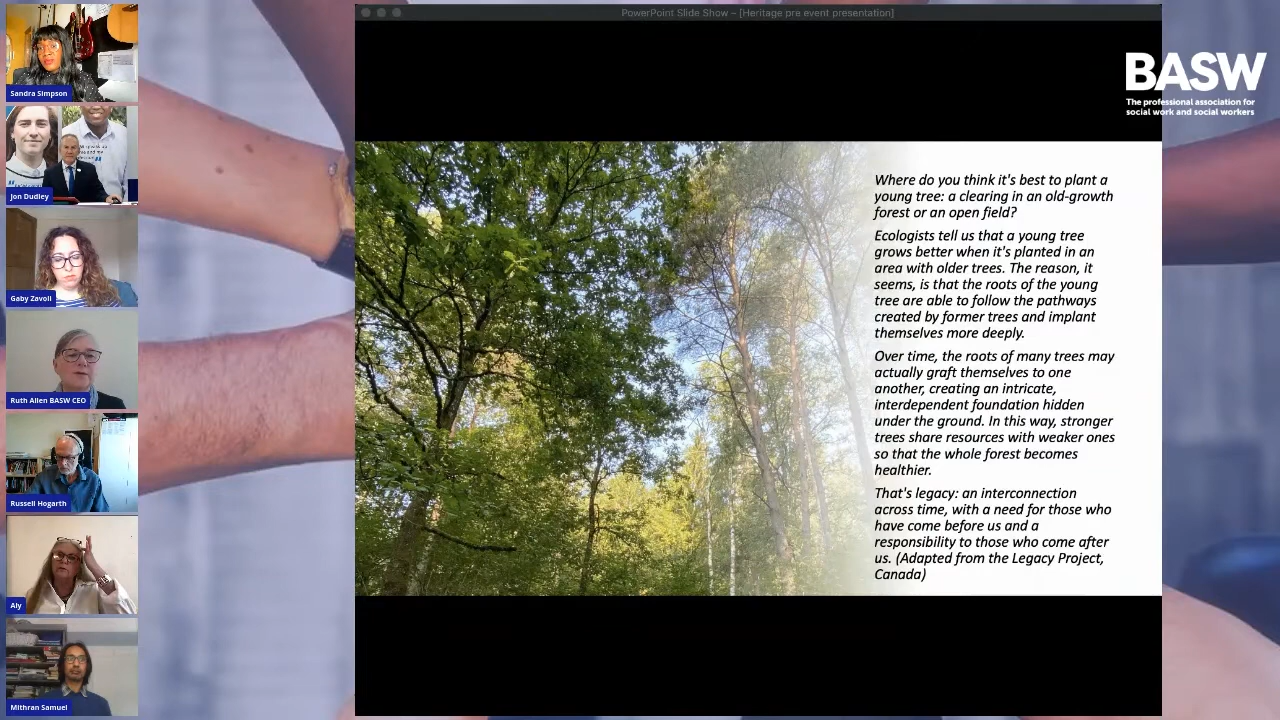 PowerPoint Slide Show – [Heritage pre event presentation]
BASW
The professional association for
social work and social workers
Sandra Simpson
Jon Dudley
Gaby Zavoli
Ruth Allen BASW CEO
Russell Hogarth
Aly
Mithran Samuel
Where do you think it's best to plant a
young tree: a clearing in an old-growth
forest or an open field?
Ecologists tell us that a young tree
grows better when it's planted in an
area with older trees. The reason, it
seems, is that the roots of the young
tree are able to follow the pathways
created by former trees and implant
themselves more deeply.
Over time, the roots of many trees may
actually graft themselves to one
another, creating an intricate,
interdependent foundation hidden
under the ground. In this way, stronger
trees share resources with weaker ones
so that the whole forest becomes
healthier.
That's legacy: an interconnection
across time, with a need for those who
have come before us and a
responsibility to those who come after
us. (Adapted from the Legacy Project,
Canada)